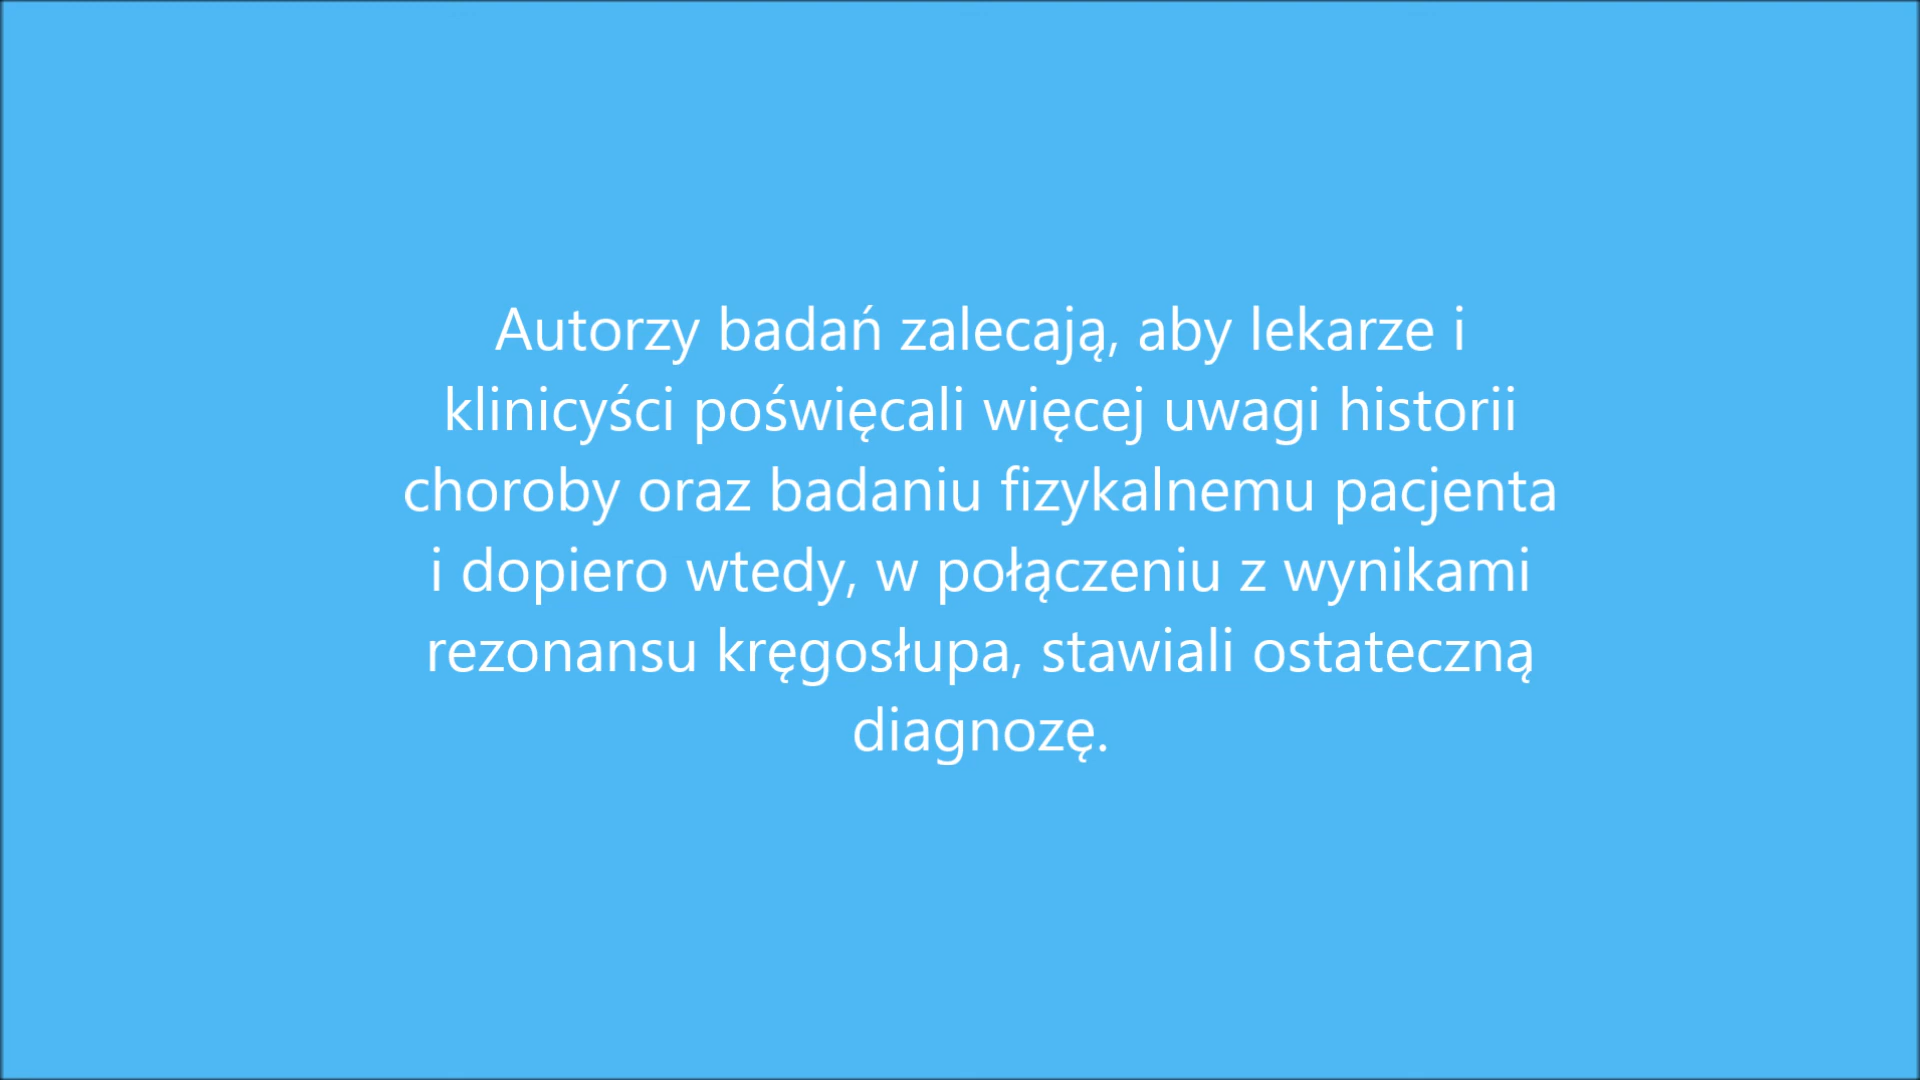 Autorzy badań zalecają, aby lekarze i
klinicyści poświęcali więcej uwagi historii
choroby oraz badaniu fizykalnemu pacjenta
i dopiero wtedy, w połączeniu z wynikami
rezonansu kręgosłupa, stawiali ostateczną
diagnozę.